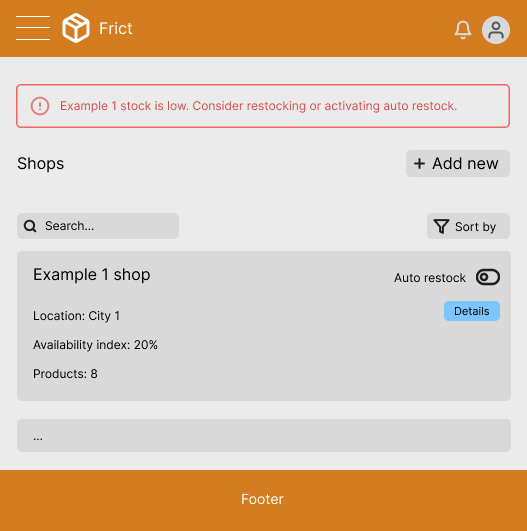 Frict
Example 1 stock is low. Consider restocking or activating auto restock.
Shops
+ Add new
Search...
Sort by
Example 1 shop
Auto restock
Details
Location: City 1
Availability index: 20%
Products: 8
...
Footer